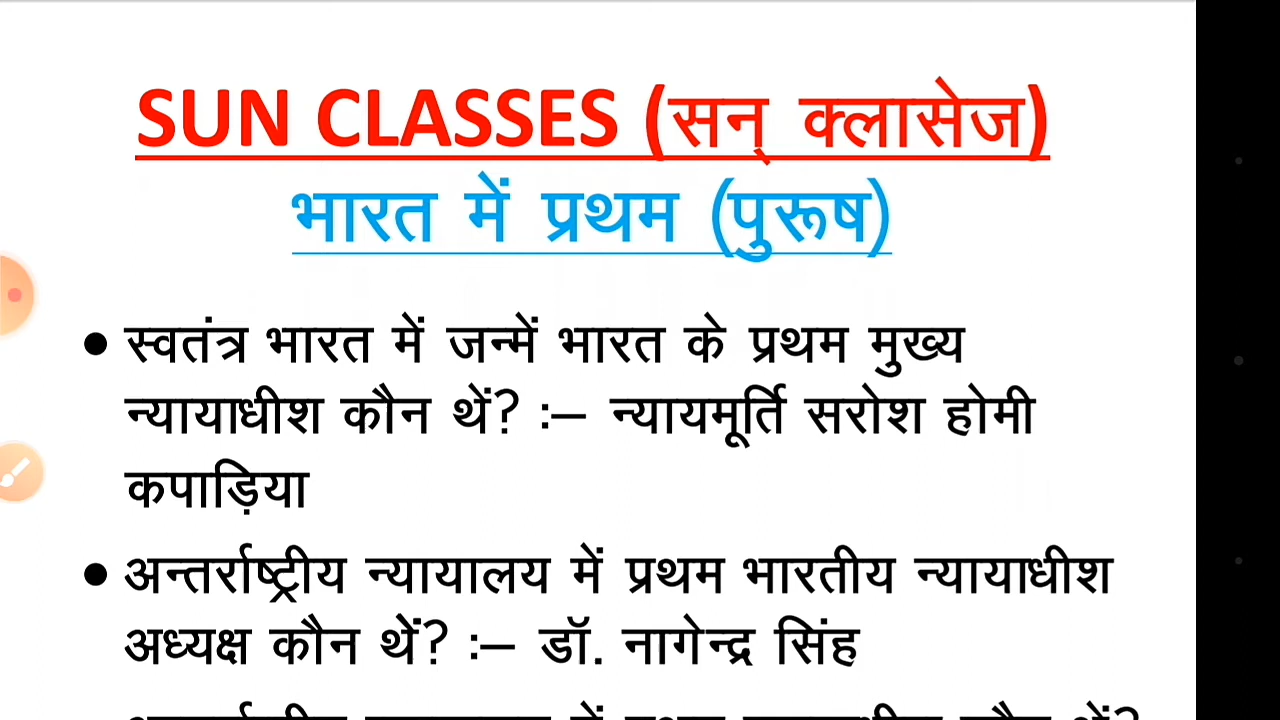 SUN CLASSES (सन् क्लासेज)
भारत में प्रथम (पुरूष)
• स्वतंत्र भारत में जन्में भारत के प्रथम मुख्य
न्यायाधीश कौन थें? :– न्यायमूर्ति सरोश होमी
कपाड़िया
• अन्तर्राष्ट्रीय न्यायालय में प्रथम भारतीय न्यायाधीश
अध्यक्ष कौन थें? :– डॉ. नागेन्द्र सिंह